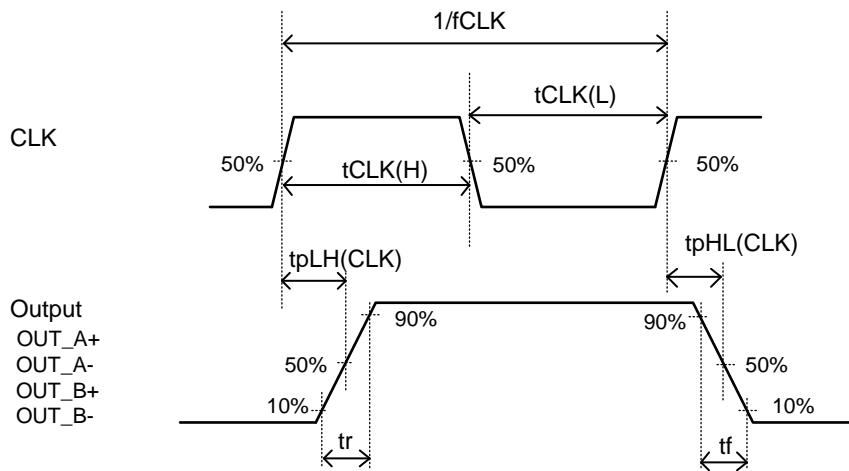 1/fCLK
tCLK(L)
CLK
50%
tCLK(H)
50%
50%
tpLH(CLK)
tpHL(CLK)
Output
OUT_A+
OUT_A-
OUT_B+
OUT_B-
90%
90%
50%
50%
10%
10%
tr
tf